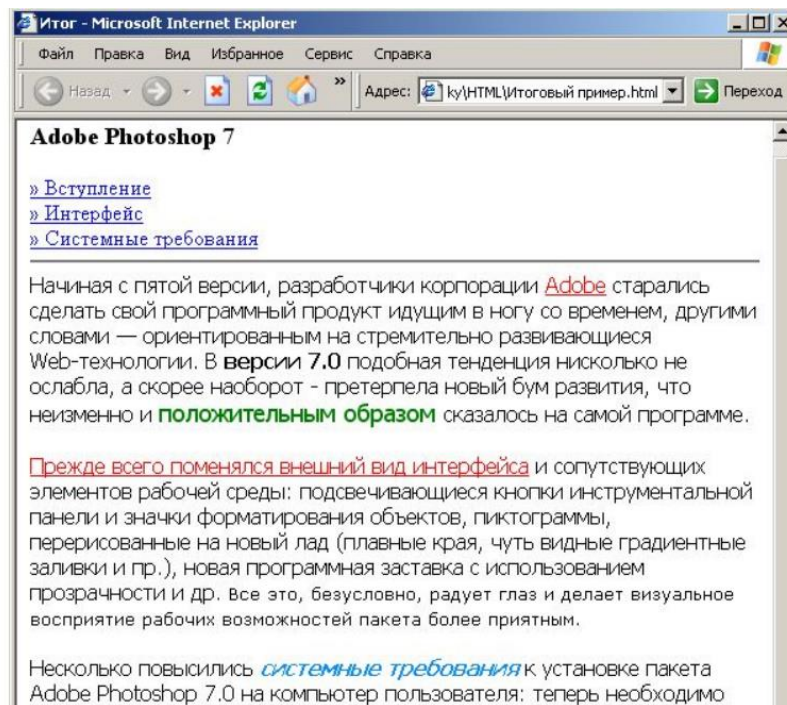 Итог - Microsoft Internet Explorer
Файл Правка Вид Избранное Сервис Справка
Назад » Адрес: ky\HTML\Итоговый пример.html Переход
Adobe Photoshop 7
» Вступление
» Интерфейс
» Системные требования
Начиная с пятой версии, разработчики корпорации Adobe старались
сделать свой программный продукт идущим в ногу со временем, другими
словами — ориентированным на стремительно развивающиеся
Web-технологии. В версии 7.0 подобная тенденция нисколько не
ослабла, а скорее наоборот - претерпела новый бум развития, что
неизменно и положительным образом сказалось на самой программе.
Прежде всего поменялся внешний вид интерфейса и сопутствующих
элементов рабочей среды: подсвечивающиеся кнопки инструментальной
панели и значки форматирования объектов, пиктограммы,
перерисованные на новый лад (плавные края, чуть видные градиентные
заливки и пр.), новая программная заставка с использованием
прозрачности и др. Все это, безусловно, радует глаз и делает визуальное
восприятие рабочих возможностей пакета более приятным.
Несколько повысились системные требования к установке пакета
Adobe Photoshop 7.0 на компьютер пользователя: теперь необходимо